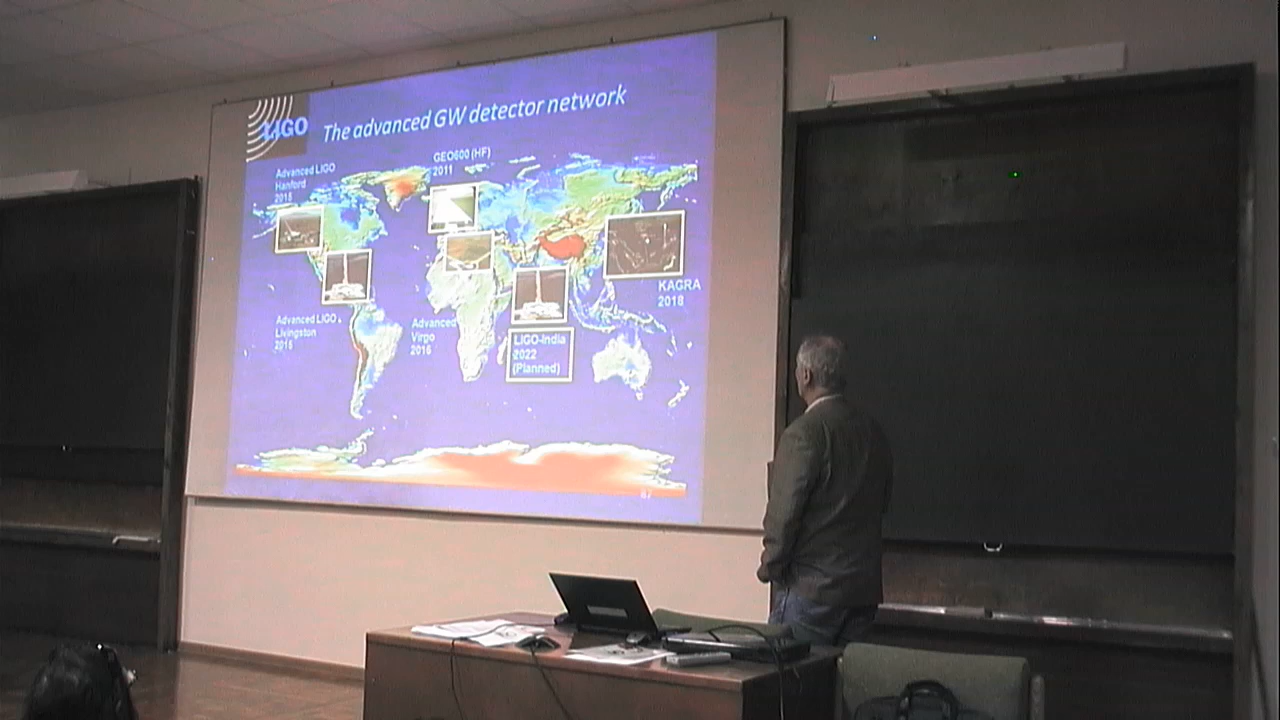 LIGO
The advanced GW detector network
Advanced LIGO
Hanford
2015
GEO600 (HF)
2011
Advanced LIGO
Livingston
2015
Advanced
Virgo
2016
LIGO-India
2022
(Planned)
KAGRA
2018